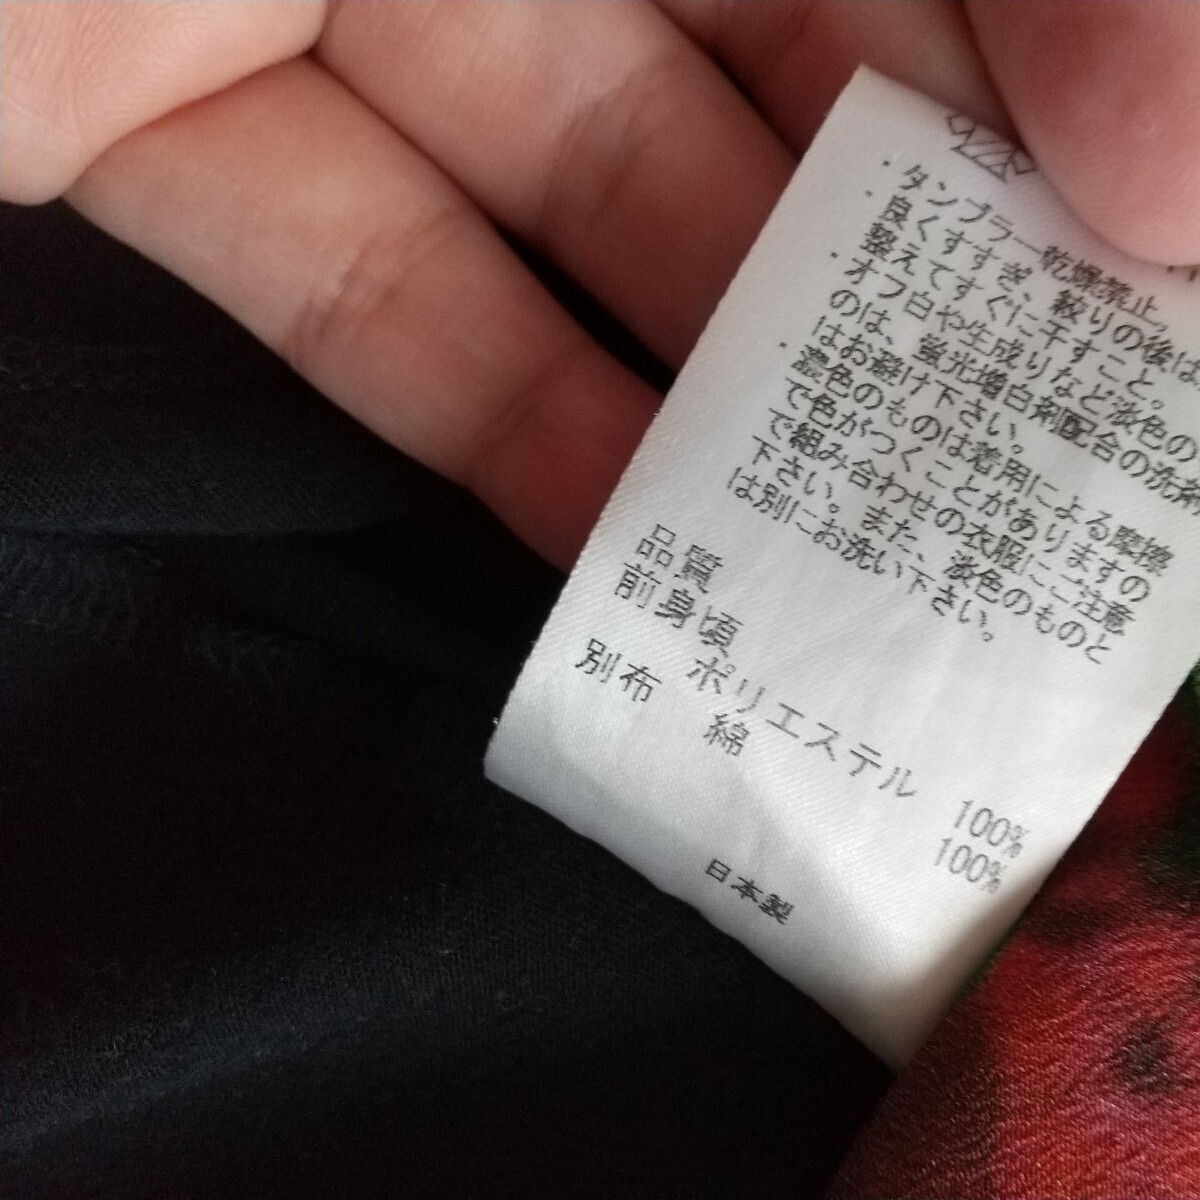 ・タンブラー乾燥禁止。
・良くすすぎ、絞りの後は
整えてすぐに干すこと。
・オフ白や生成りなど淡色の
のは、蛍光増白剤配合の洗剤
はお避け下さい。
・濃色のものは着用による摩擦
で色がつくことがありますの
で組み合わせの衣服にご注意
下さい。また、淡色のものと
は別にお洗い下さい。
品質
前身頃 ポリエステル 100%
別布 綿 100%
日本製